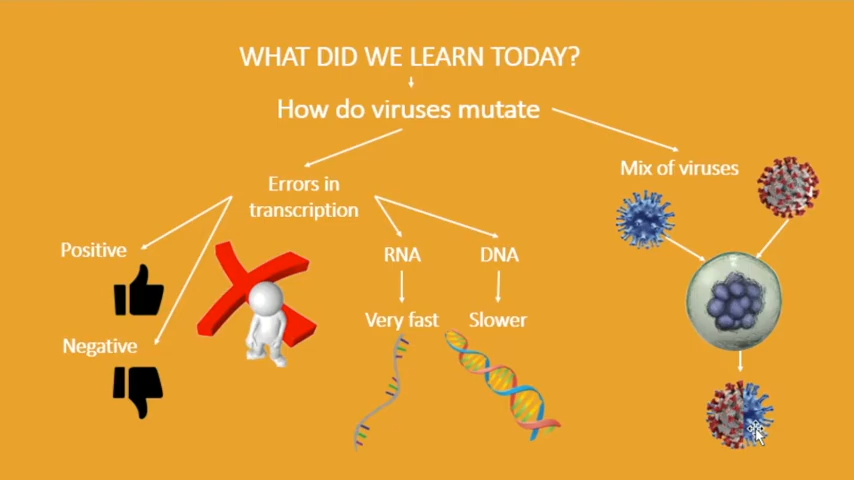 WHAT DID WE LEARN TODAY?
How do viruses mutate
Mix of viruses
Errors in
transcription
Positive
RNA
DNA
Very fast
Slower
Negative